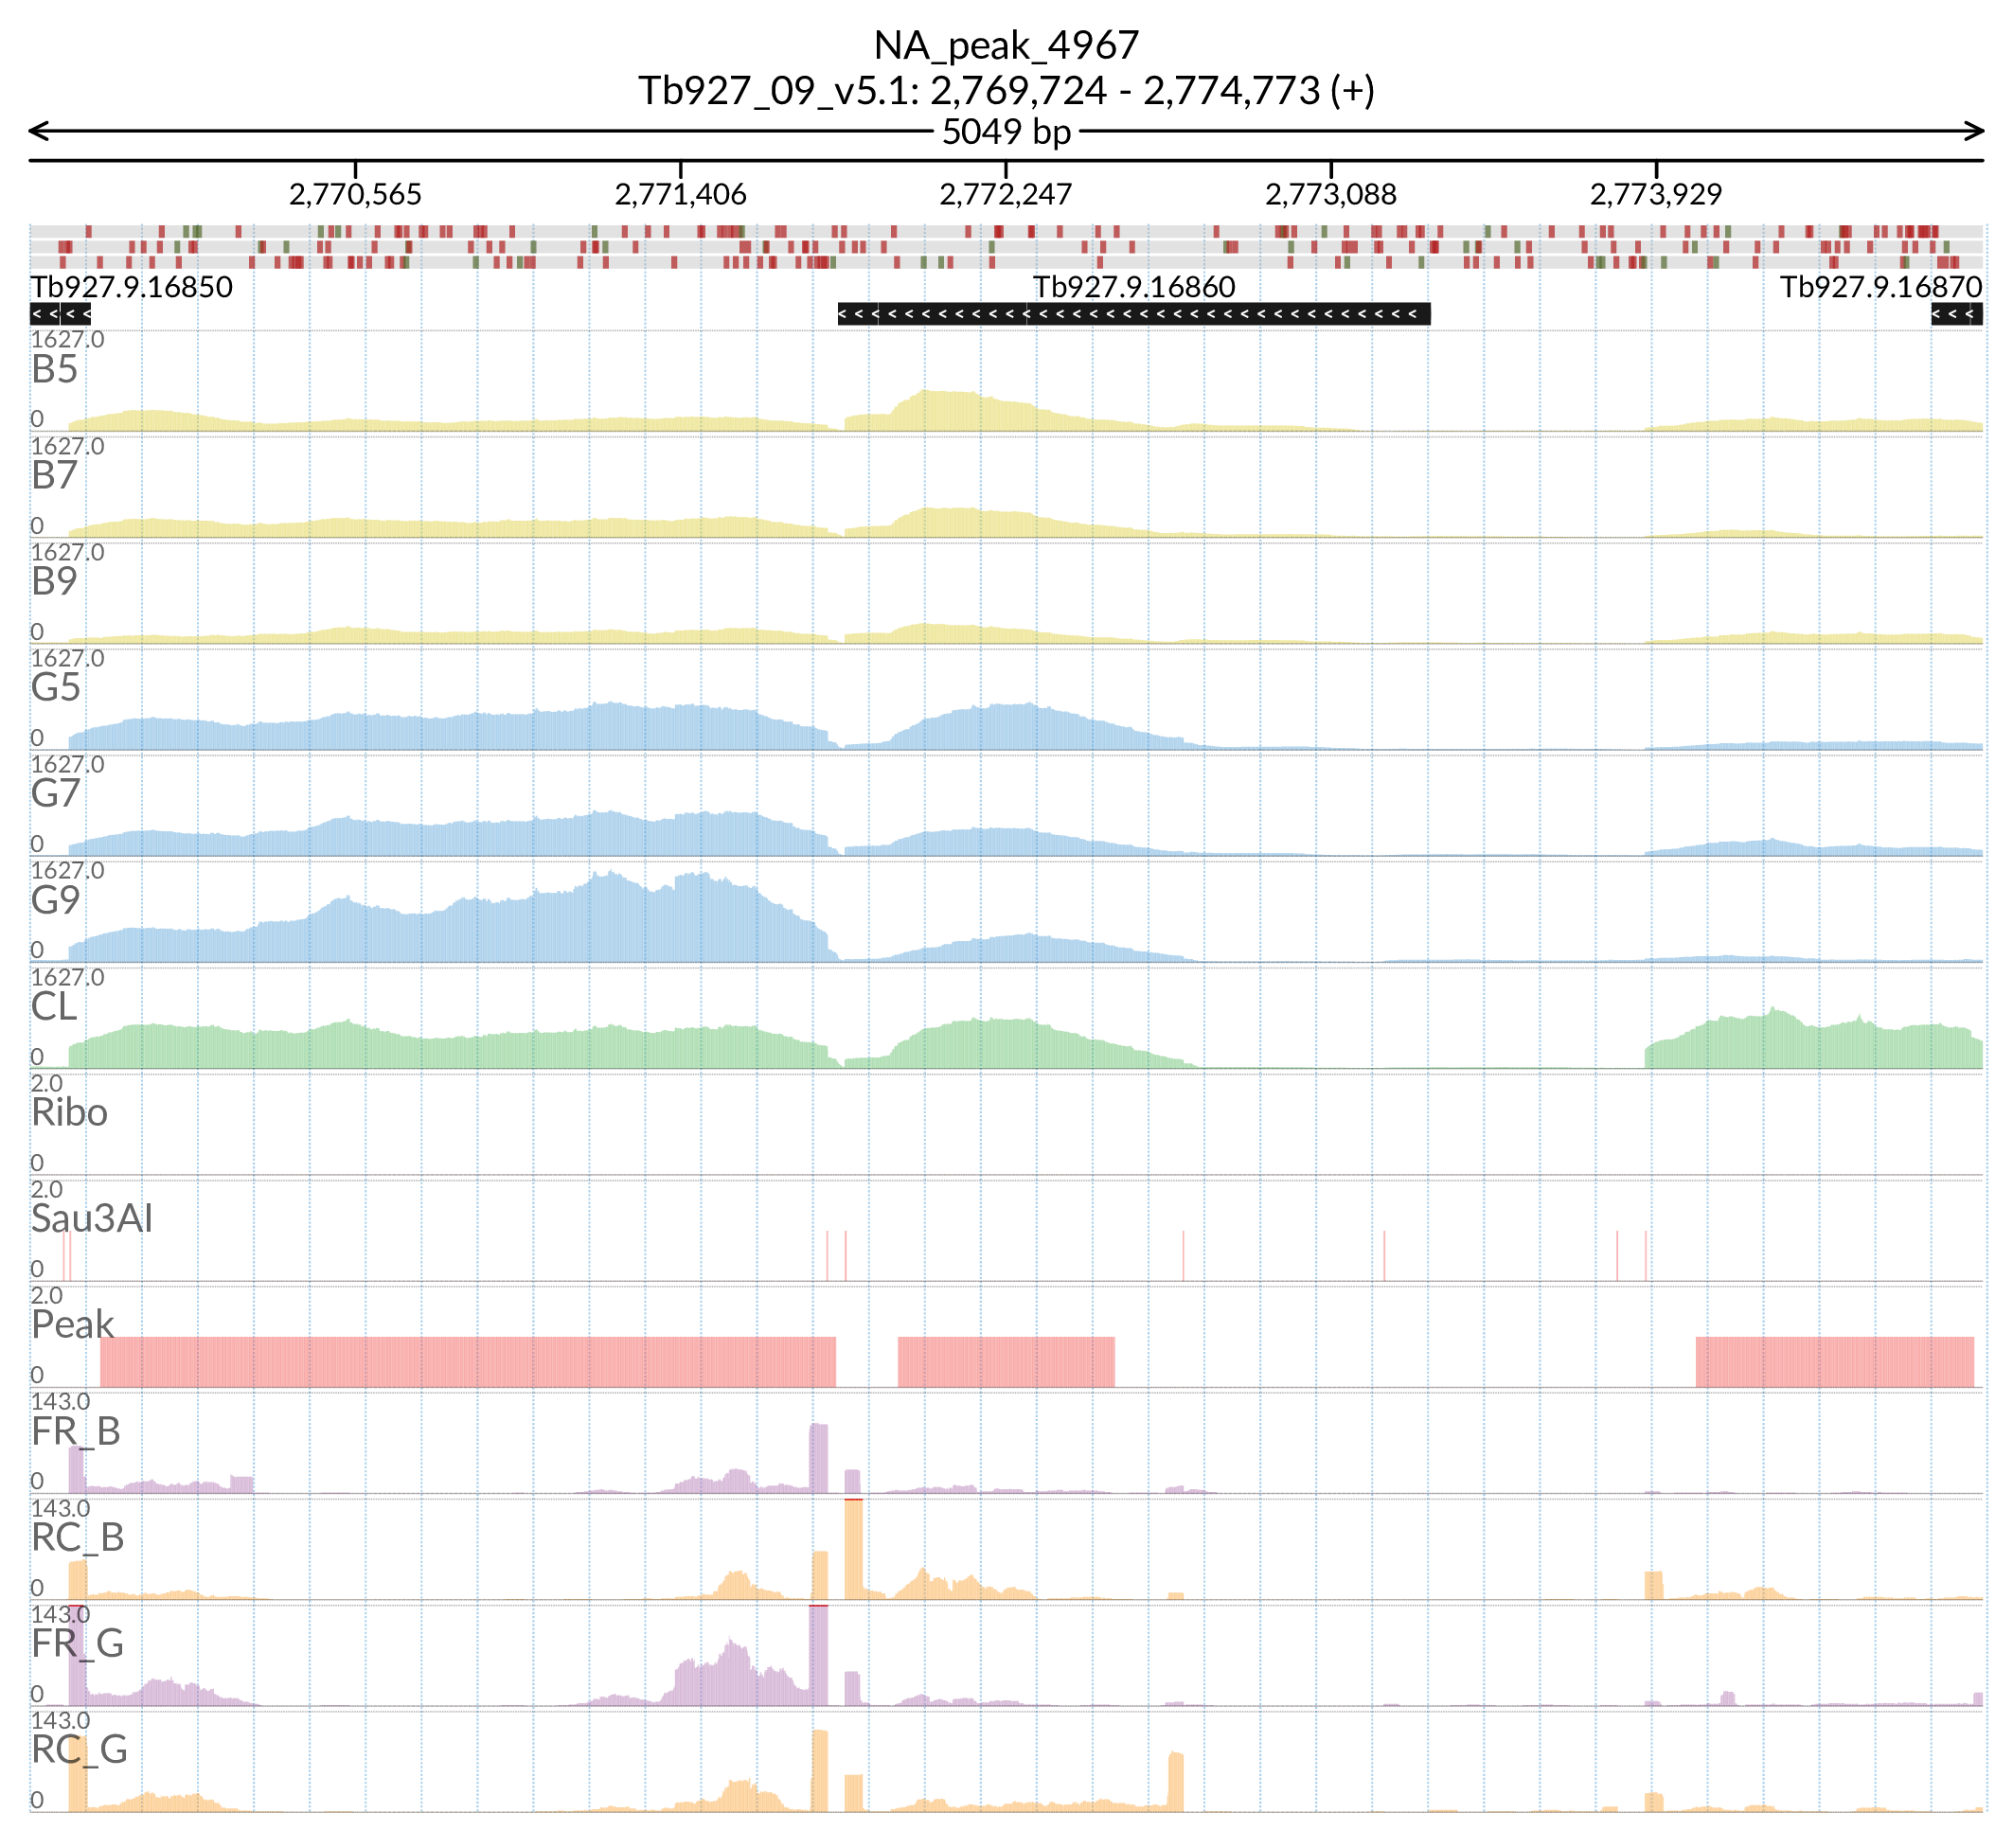 NA_peak_4967
Tb927_09_v5.1: 2,769,724 - 2,774,773 (+)
5049 bp
2,770,565 2,771,406 2,772,247 2,773,088 2,773,929
Tb927.9.16850 Tb927.9.16860 Tb927.9.16870
1627.0
B5
0
1627.0
B7
0
1627.0
B9
0
1627.0
G5
0
1627.0
G7
0
1627.0
G9
0
1627.0
CL
0
2.0
Ribo
0
2.0
Sau3AI
0
2.0
Peak
0
143.0
FR_B
0
143.0
RC_B
0
143.0
FR_G
0
143.0
RC_G
0